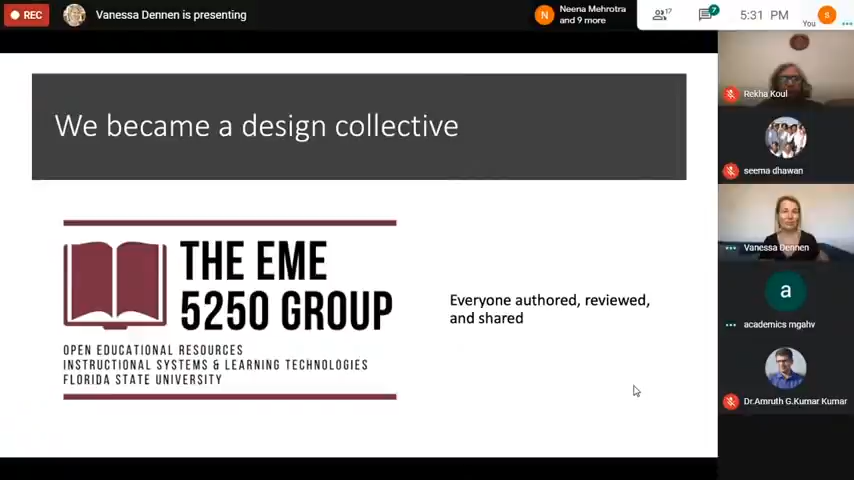 REC
Vanessa Dennen is presenting
N
Neena Mehrotra
and 9 more
17
7
5:31 PM
You
S
We became a design collective
THE EME
5250 GROUP
OPEN EDUCATIONAL RESOURCES
INSTRUCTIONAL SYSTEMS & LEARNING TECHNOLOGIES
FLORIDA STATE UNIVERSITY
Everyone authored, reviewed,
and shared
Rekha Koul
seema dhawan
Vanessa Dennen
a
academics mgahv
Dr.Amruth G.Kumar Kumar